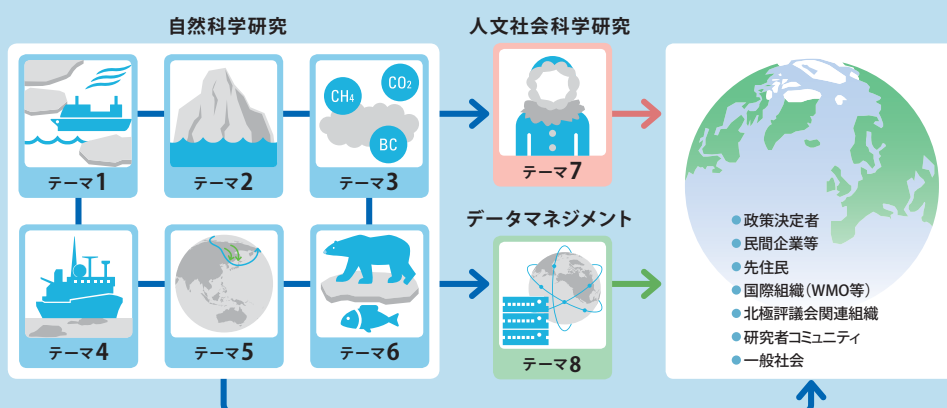 自然科学研究
人文社会科学研究
CH₄
CO₂
BC
テーマ1
テーマ2
テーマ3
テーマ7
データマネジメント
テーマ4
テーマ5
テーマ6
テーマ8
●政策決定者
●民間企業等
●先住民
●国際組織(WMO等)
●北極評議会関連組織
●研究者コミュニティ
●一般社会